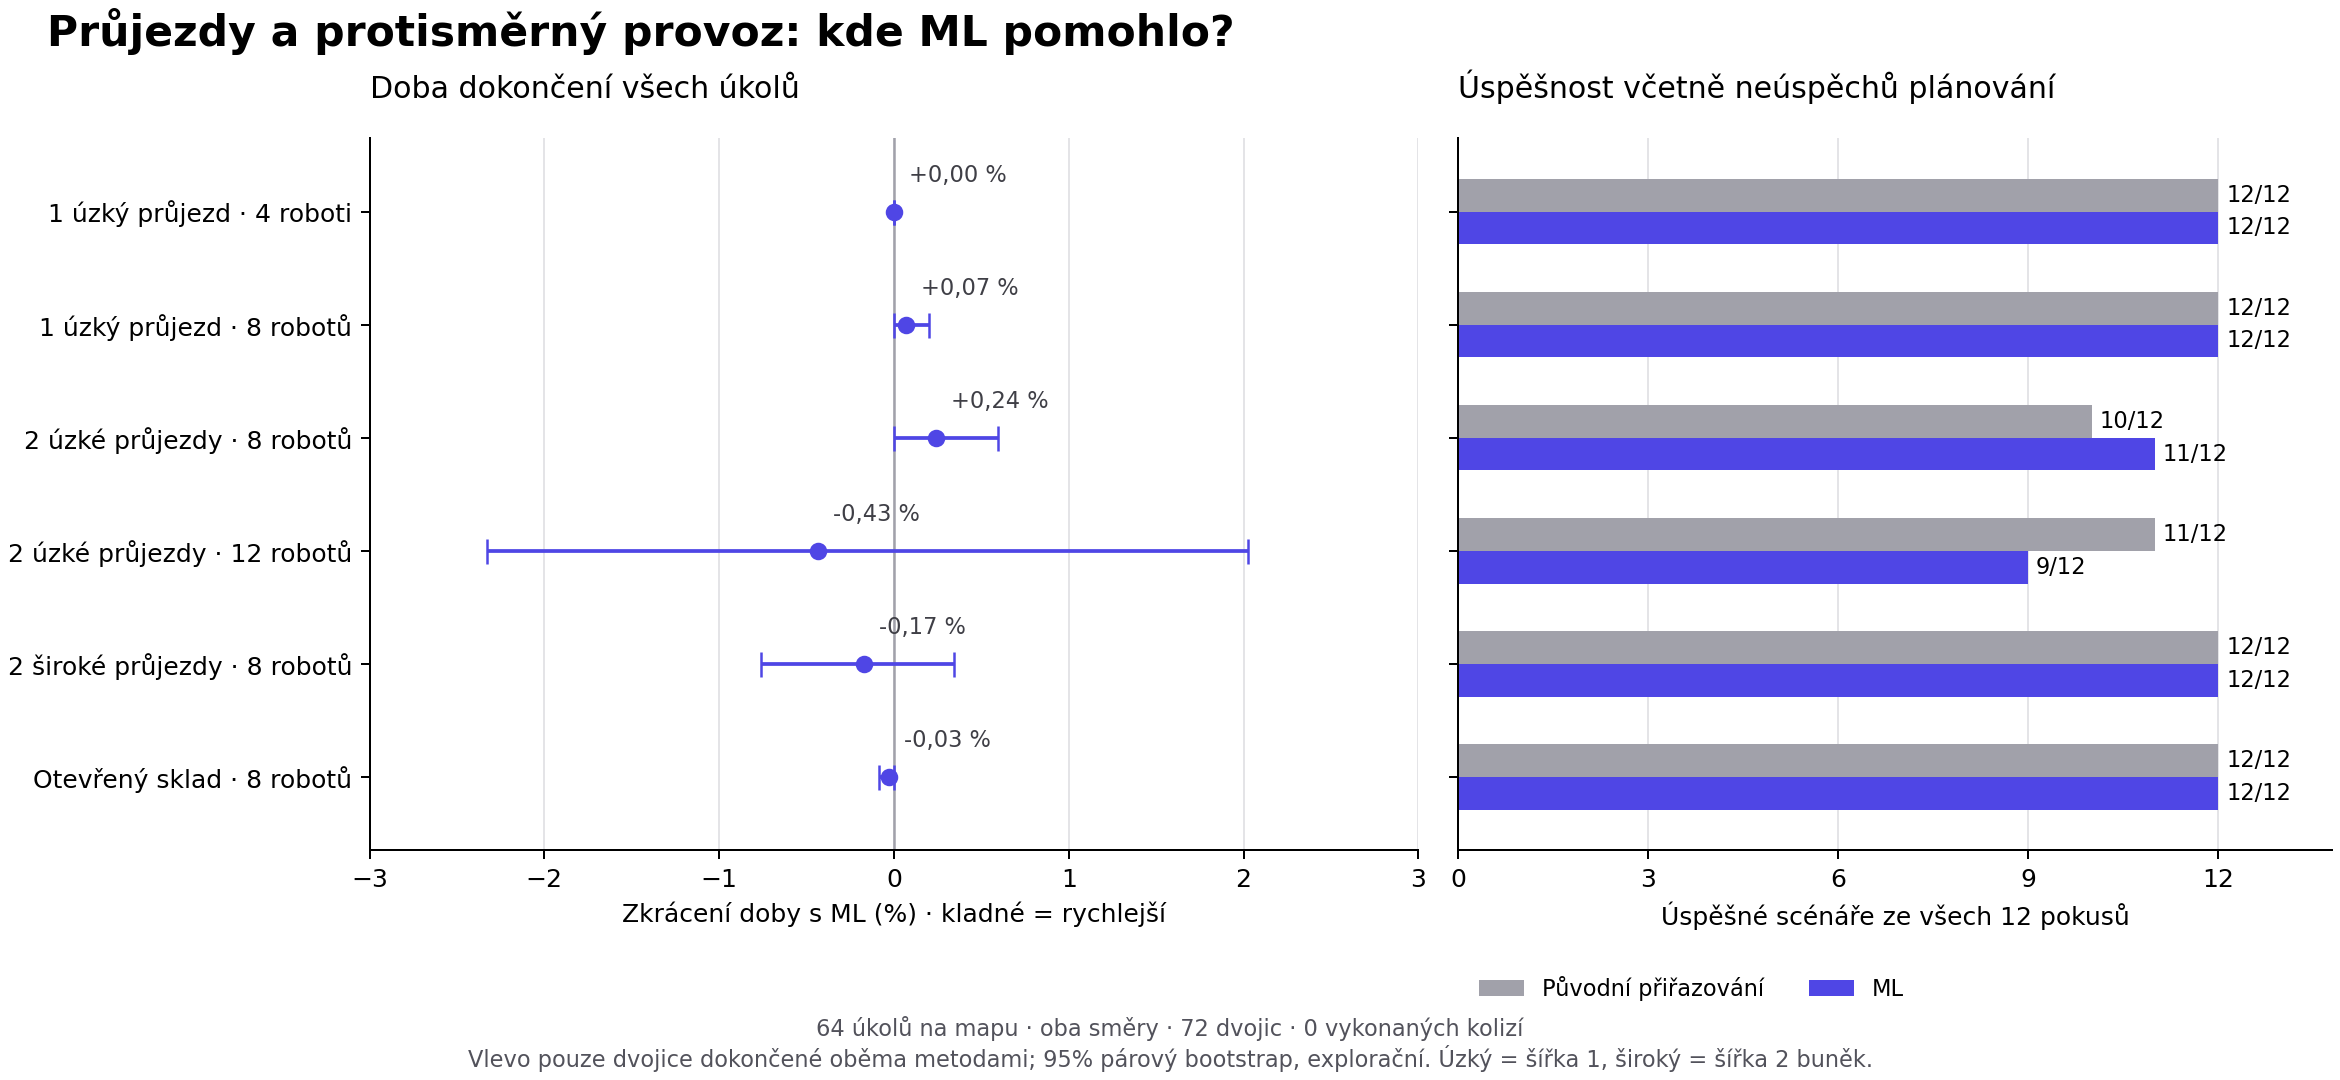 Průjezdy a protisměrný provoz: kde ML pomohlo?
Doba dokončení všech úkolů
+0,00 %
1 úzký průjezd · 4 roboti
+0,07 %
1 úzký průjezd · 8 robotů
+0,24 %
2 úzké průjezdy · 8 robotů
-0,43 %
2 úzké průjezdy · 12 robotů
-0,17 %
2 široké průjezdy · 8 robotů
-0,03 %
Otevřený sklad · 8 robotů
−3 −2 −1 0 1 2 3
Zkrácení doby s ML (%) · kladné = rychlejší
Úspěšnost včetně neúspěchů plánování
12/12
12/12
12/12
12/12
10/12
11/12
11/12
9/12
12/12
12/12
12/12
12/12
0 3 6 9 12
Úspěšné scénáře ze všech 12 pokusů
Původní přiřazování ML
64 úkolů na mapu · oba směry · 72 dvojic · 0 vykonaných kolizí
Vlevo pouze dvojice dokončené oběma metodami; 95% párový bootstrap, explorační. Úzký = šířka 1, široký = šířka 2 buněk.